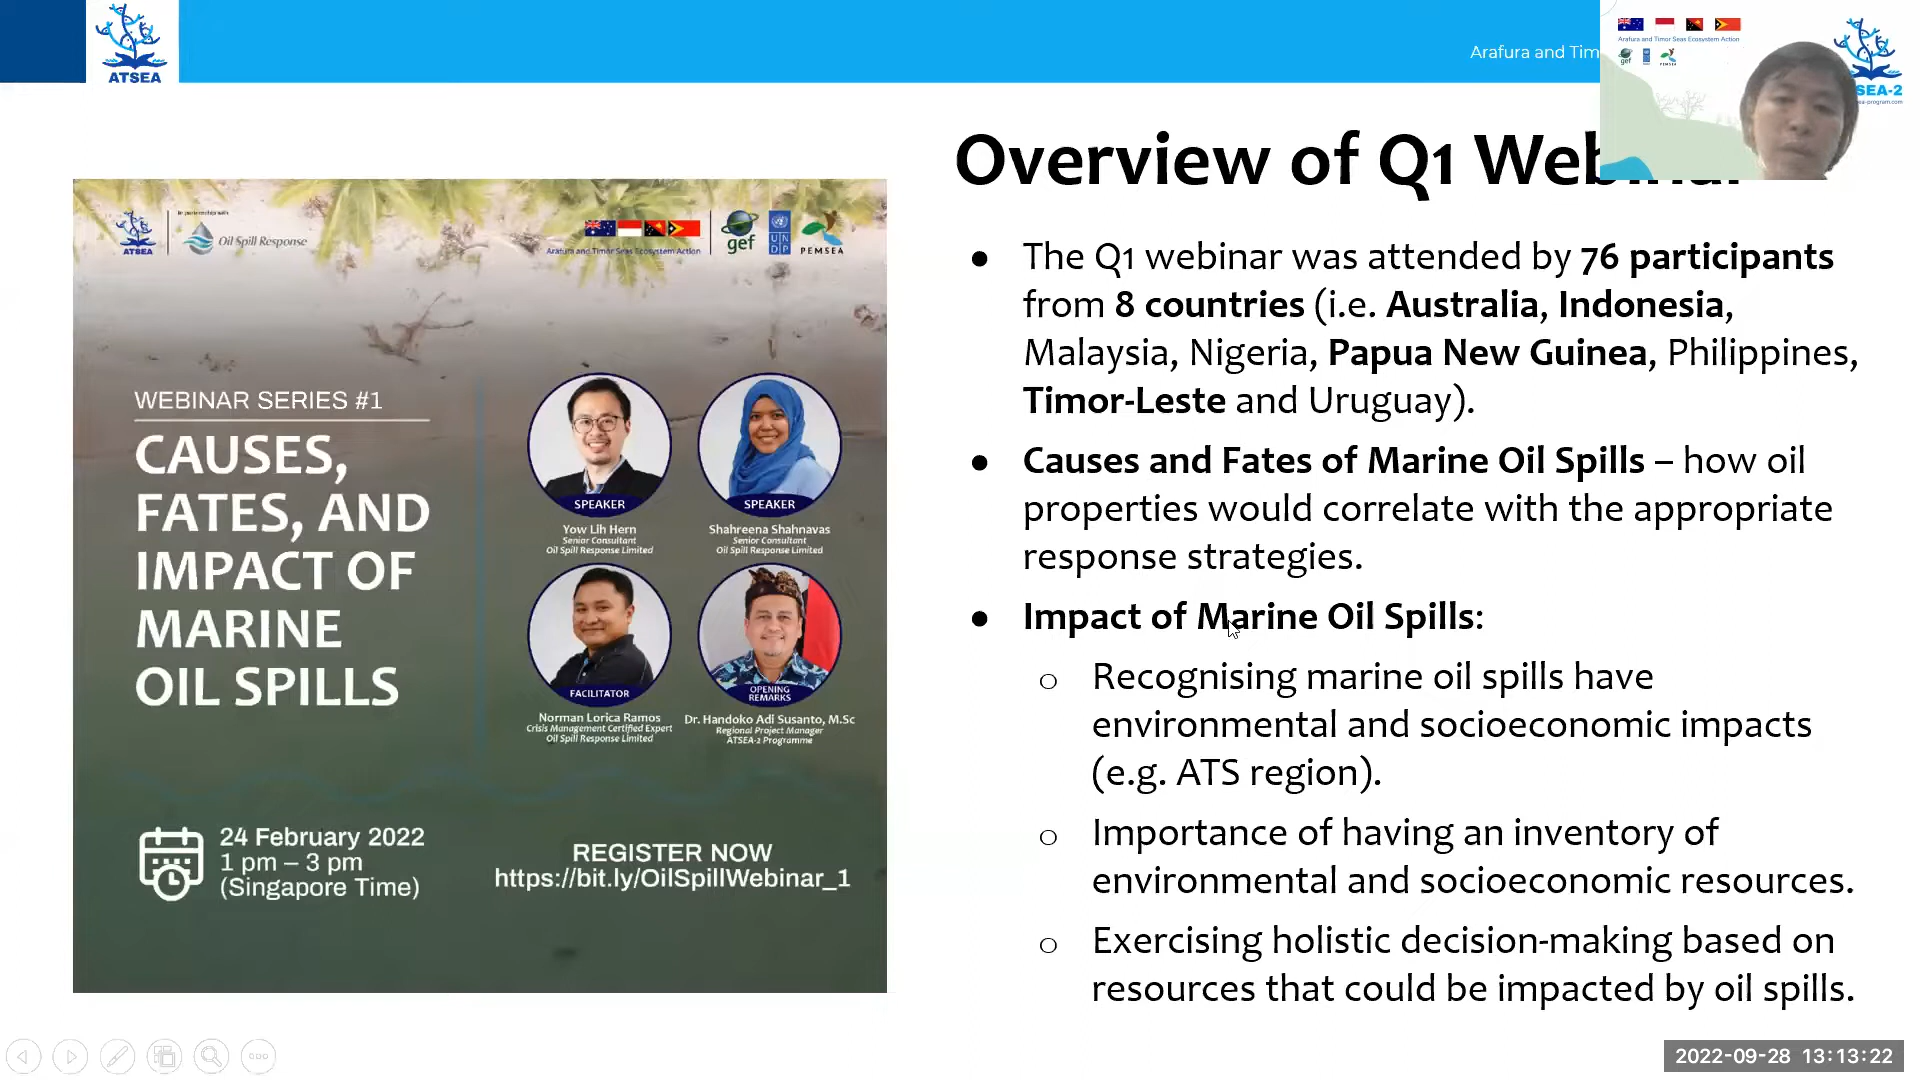 ATSEA
Arafura and Tim
Arafura and Timor Seas Ecosystem Action
gef
PEMSEA
SEA-2
Overview of Q1 Webinar
ATSEA
In partnership with
Oil Spill Response
Arafura and Timor Seas Ecosystem Action
gef
UN
DP
PEMSEA
WEBINAR SERIES #1
CAUSES,
FATES, AND
IMPACT OF
MARINE
OIL SPILLS
SPEAKER
Yow Lih Hern
Senior Consultant
Oil Spill Response Limited
SPEAKER
Shahreena Shahnavas
Senior Consultant
Oil Spill Response Limited
FACILITATOR
Norman Lorica Ramos
Crisis Management Certified Expert
Oil Spill Response Limited
OPENING
REMARKS
Dr. Handoko Adi Susanto, M.Sc
Regional Project Manager
ATSEA-2 Programme
24 February 2022
1 pm – 3 pm
(Singapore Time)
REGISTER NOW
https://bit.ly/OilSpillWebinar_1
● The Q1 webinar was attended by 76 participants
from 8 countries (i.e. Australia, Indonesia,
Malaysia, Nigeria, Papua New Guinea, Philippines,
Timor-Leste and Uruguay).
● Causes and Fates of Marine Oil Spills – how oil
properties would correlate with the appropriate
response strategies.
● Impact of Marine Oil Spills:
○ Recognising marine oil spills have
environmental and socioeconomic impacts
(e.g. ATS region).
○ Importance of having an inventory of
environmental and socioeconomic resources.
○ Exercising holistic decision-making based on
resources that could be impacted by oil spills.
2022-09-28 13:13:22